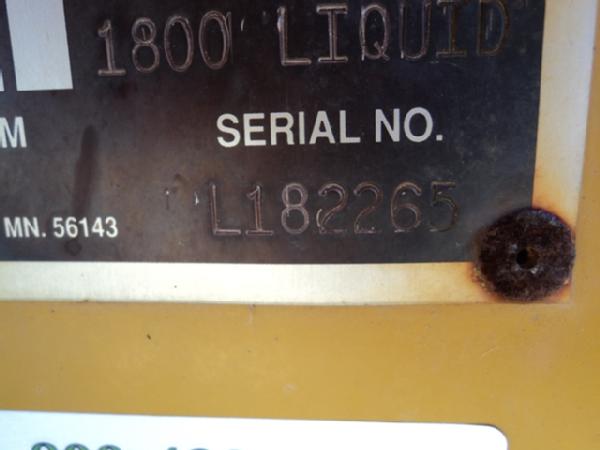 1800 LIQUID
M
SERIAL NO.
L182265
MN. 56143